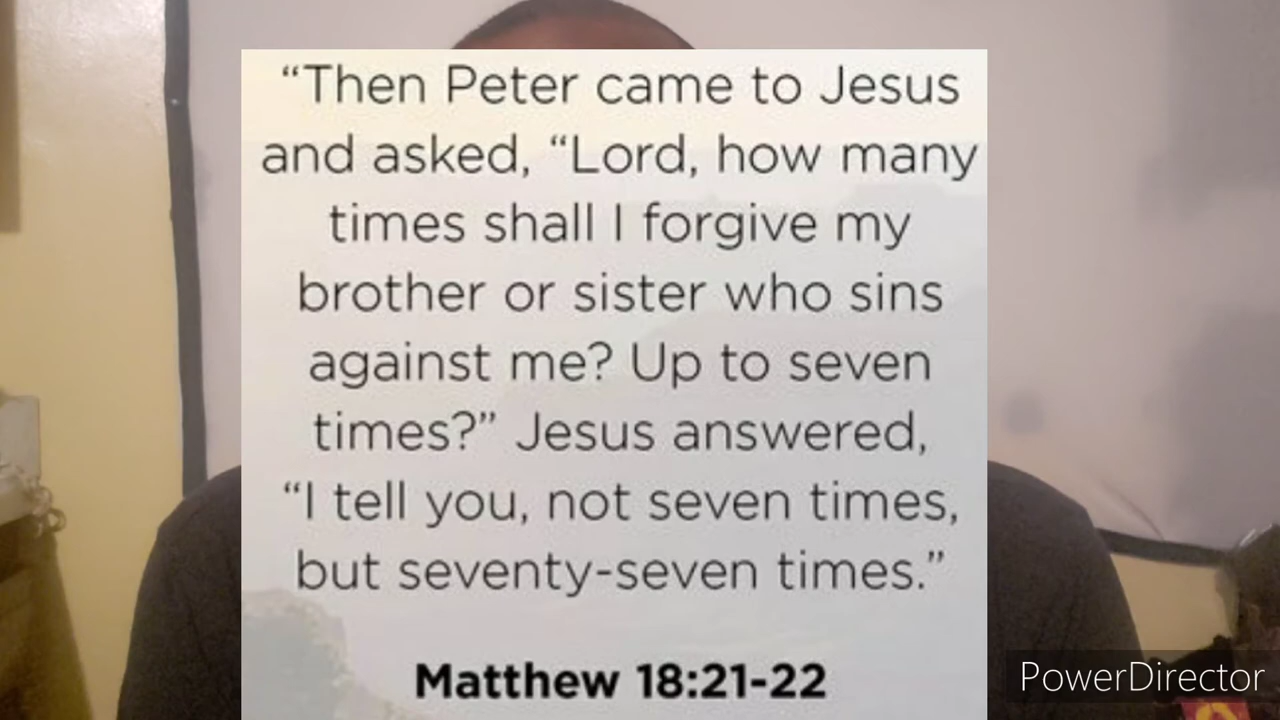 “Then Peter came to Jesus
and asked, “Lord, how many
times shall I forgive my
brother or sister who sins
against me? Up to seven
times?” Jesus answered,
“I tell you, not seven times,
but seventy-seven times.”
Matthew 18:21-22
PowerDirector